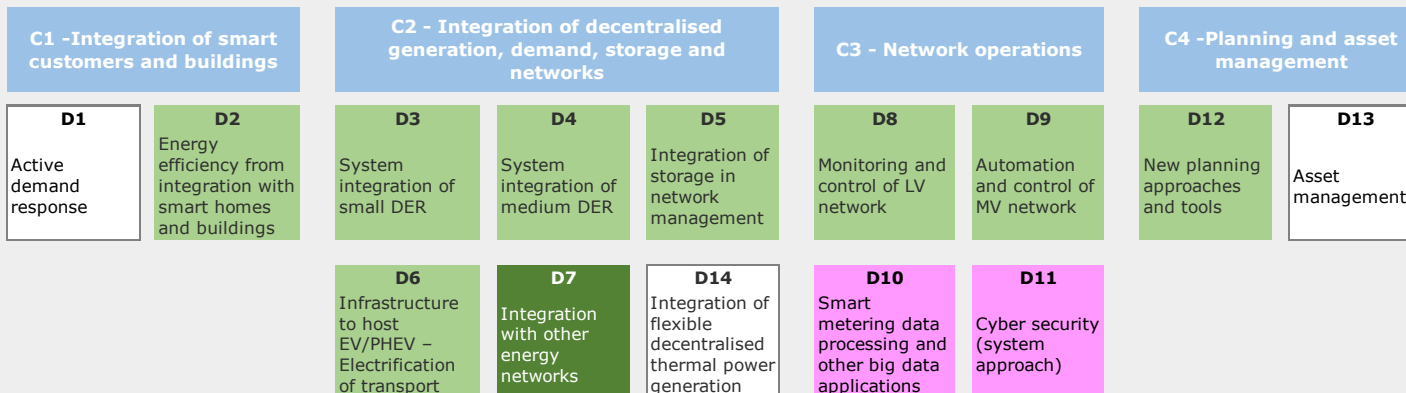 C1 -Integration of smart
customers and buildings
C2 - Integration of decentralised
generation, demand, storage and
networks
C3 - Network operations
C4 -Planning and asset
management
D1
Active
demand
response
D2
Energy
efficiency from
integration with
smart homes
and buildings
D3
System
integration of
small DER
D4
System
integration of
medium DER
D5
Integration of
storage in
network
management
D8
Monitoring and
control of LV
network
D9
Automation
and control of
MV network
D12
New planning
approaches
and tools
D13
Asset
management
D6
Infrastructure
to host
EV/PHEV –
Electrification
of transport
D7
Integration
with other
energy
networks
D14
Integration of
flexible
decentralised
thermal power
generation
D10
Smart
metering data
processing and
other big data
applications
D11
Cyber security
(system
approach)